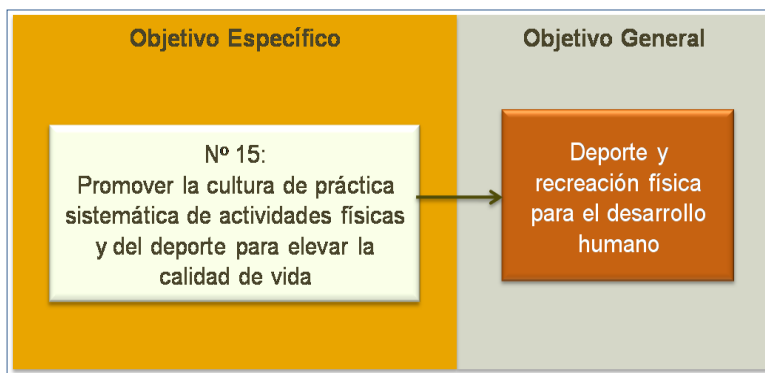 Objetivo Específico
Objetivo General
Nº 15:
Promover la cultura de práctica
sistemática de actividades físicas
y del deporte para elevar la
calidad de vida
Deporte y
recreación física
para el desarrollo
humano